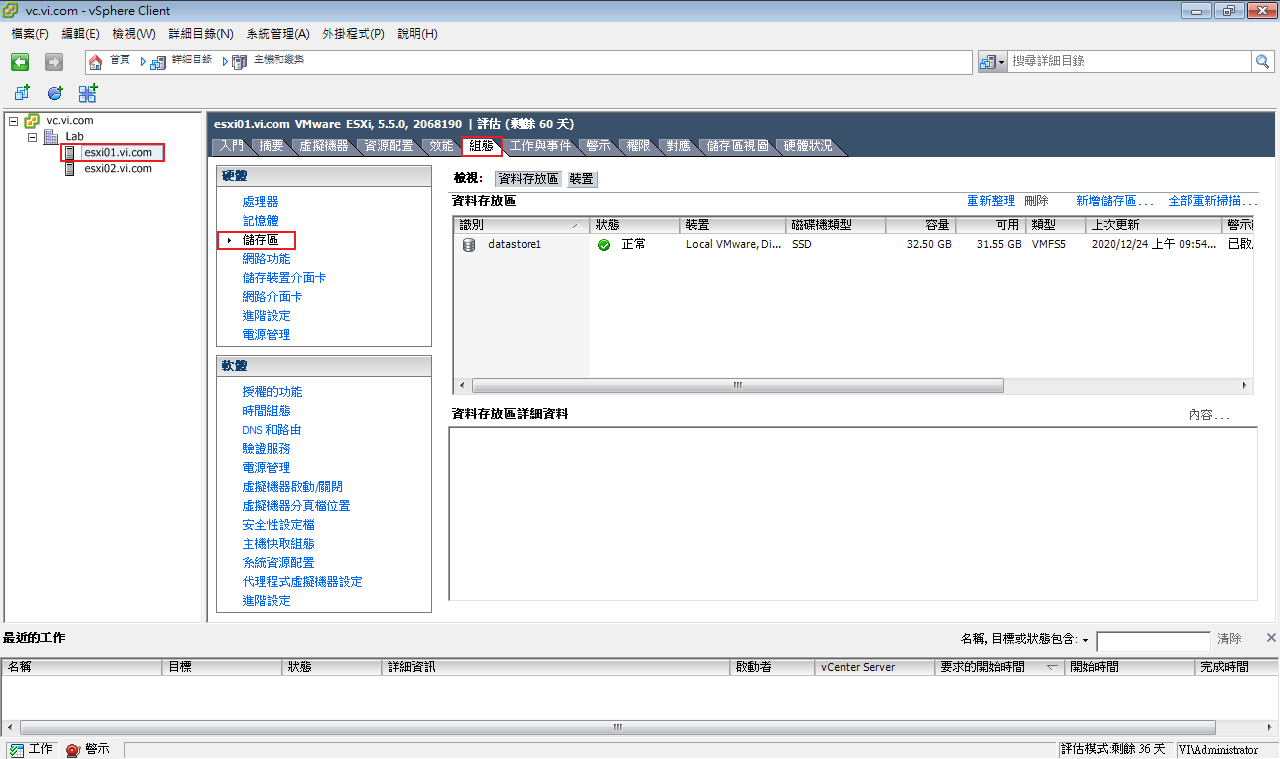 vc.vi.com - vSphere Client
檔案(F) 編輯(E) 檢視(W) 詳細目錄(N) 系統管理(A) 外掛程式(P) 說明(H)
首頁 詳細目錄 主機和叢集 搜尋詳細目錄
vc.vi.com
Lab
esxi01.vi.com
esxi02.vi.com
esxi01.vi.com VMware ESXi, 5.5.0, 2068190 | 評估 (剩餘 60 天)
入門 摘要 虛擬機器 資源配置 效能 組態 工作與事件 警示 權限 對應 儲存區視圖 硬體狀況
硬體
處理器
記憶體
儲存區
網路功能
儲存裝置介面卡
網路介面卡
進階設定
電源管理
軟體
授權的功能
時間組態
DNS 和路由
驗證服務
電源管理
虛擬機器啟動/關閉
虛擬機器分頁檔位置
安全性設定檔
主機快取組態
系統資源配置
代理程式虛擬機器設定
進階設定
檢視: 資料存放區 裝置
資料存放區 重新整理 刪除 新增儲存區... 全部重新掃描...
識別 狀態 裝置 磁碟機類型 容量 可用 類型 上次更新 警示
datastore1 正常 Local VMware, Di... SSD 32.50 GB 31.55 GB VMFS5 2020/12/24 上午 09:54... 已啟
資料存放區詳細資料 內容...
最近的工作 名稱, 目標或狀態包含: 清除
名稱 目標 狀態 詳細資訊 啟動者 vCenter Server 要求的開始時間 開始時間 完成時間
工作 警示 評估模式:剩餘 36 天 VI\Administrator